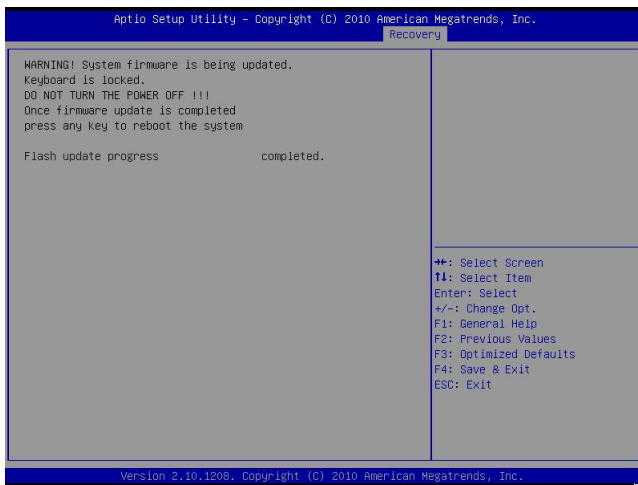 Aptio Setup Utility – Copyright (C) 2010 American Megatrends, Inc.
Recovery
WARNING! System firmware is being updated.
Keyboard is locked.
DO NOT TURN THE POWER OFF !!!
Once firmware update is completed
press any key to reboot the system
Flash update progress completed.
→←: Select Screen
↑↓: Select Item
Enter: Select
+/-: Change Opt.
F1: General Help
F2: Previous Values
F3: Optimized Defaults
F4: Save & Exit
ESC: Exit
Version 2.10.1208. Copyright (C) 2010 American Megatrends, Inc.